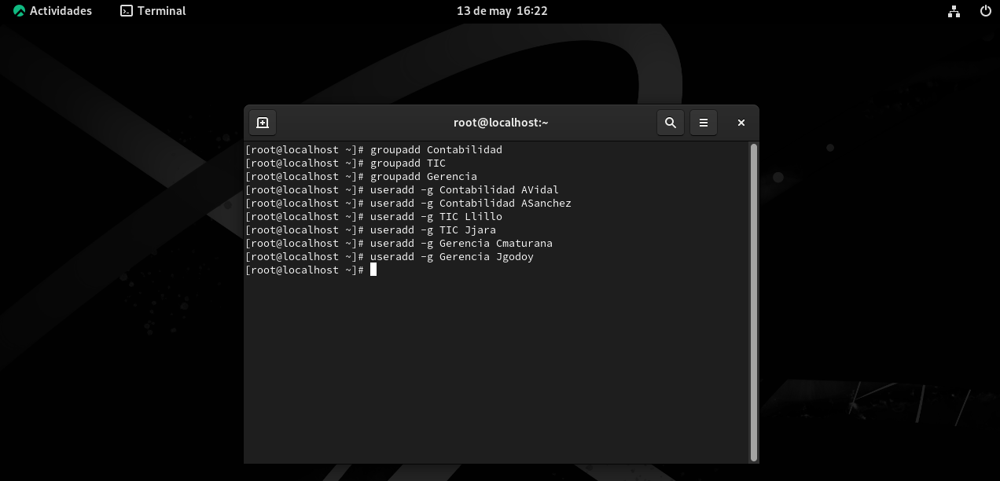 Actividades
Terminal
13 de may 16:22
root@localhost:~
[root@localhost ~]# groupadd Contabilidad
[root@localhost ~]# groupadd TIC
[root@localhost ~]# groupadd Gerencia
[root@localhost ~]# useradd -g Contabilidad AVidal
[root@localhost ~]# useradd -g Contabilidad ASanchez
[root@localhost ~]# useradd -g TIC Llillo
[root@localhost ~]# useradd -g TIC Jjara
[root@localhost ~]# useradd -g Gerencia Cmaturana
[root@localhost ~]# useradd -g Gerencia Jgodoy
[root@localhost ~]#